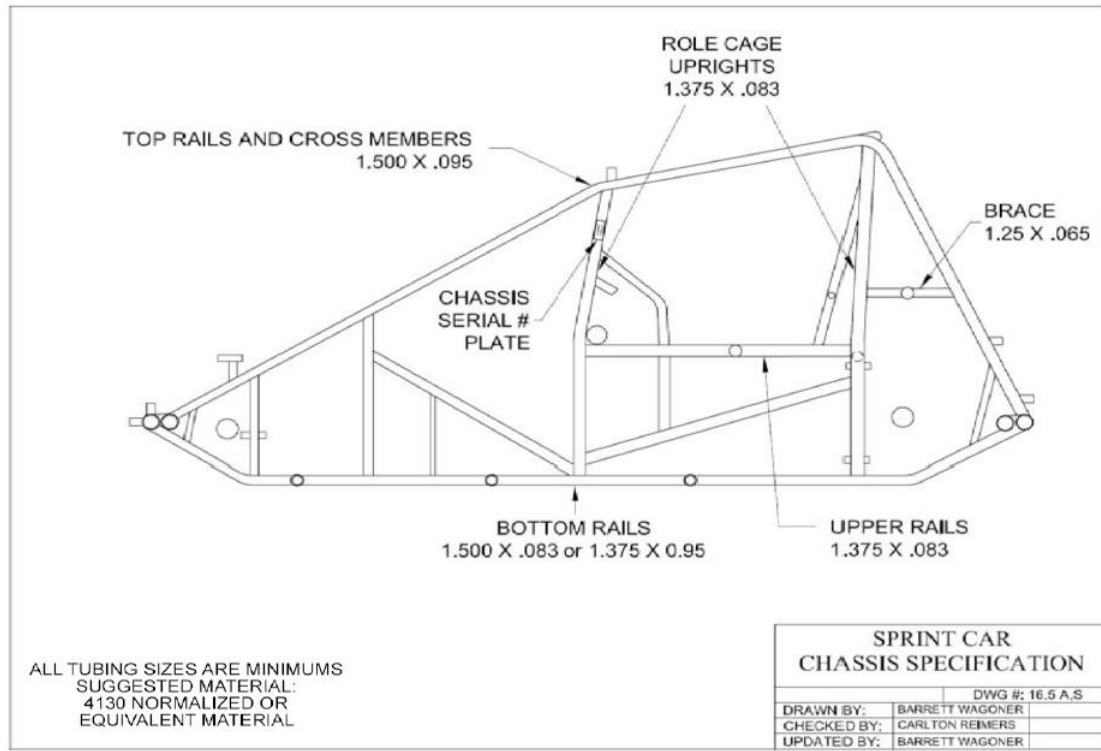 ROLE CAGE
UPRIGHTS
1.375 X .083
TOP RAILS AND CROSS MEMBERS
1.500 X .095
BRACE
1.25 X .065
CHASSIS
SERIAL #
PLATE
BOTTOM RAILS
1.500 X .083 or 1.375 X 0.95
UPPER RAILS
1.375 X .083
ALL TUBING SIZES ARE MINIMUMS
SUGGESTED MATERIAL:
4130 NORMALIZED OR
EQUIVALENT MATERIAL
SPRINT CAR
CHASSIS SPECIFICATION
DWG #: 16.5 A,S
DRAWN BY: BARRETT WAGONER
CHECKED BY: CARLTON REIMERS
UPDATED BY: BARRETT WAGONER